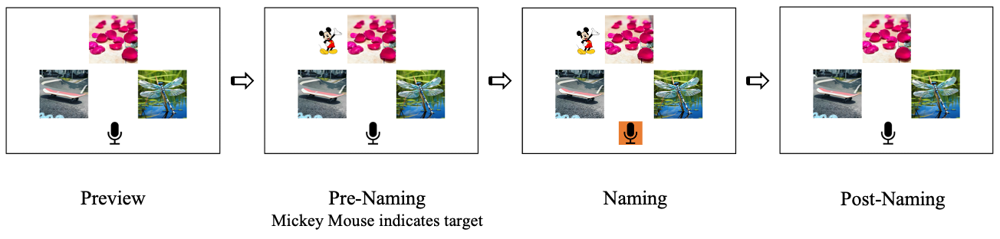 Preview
Pre-Naming
Mickey Mouse indicates target
Naming
Post-Naming